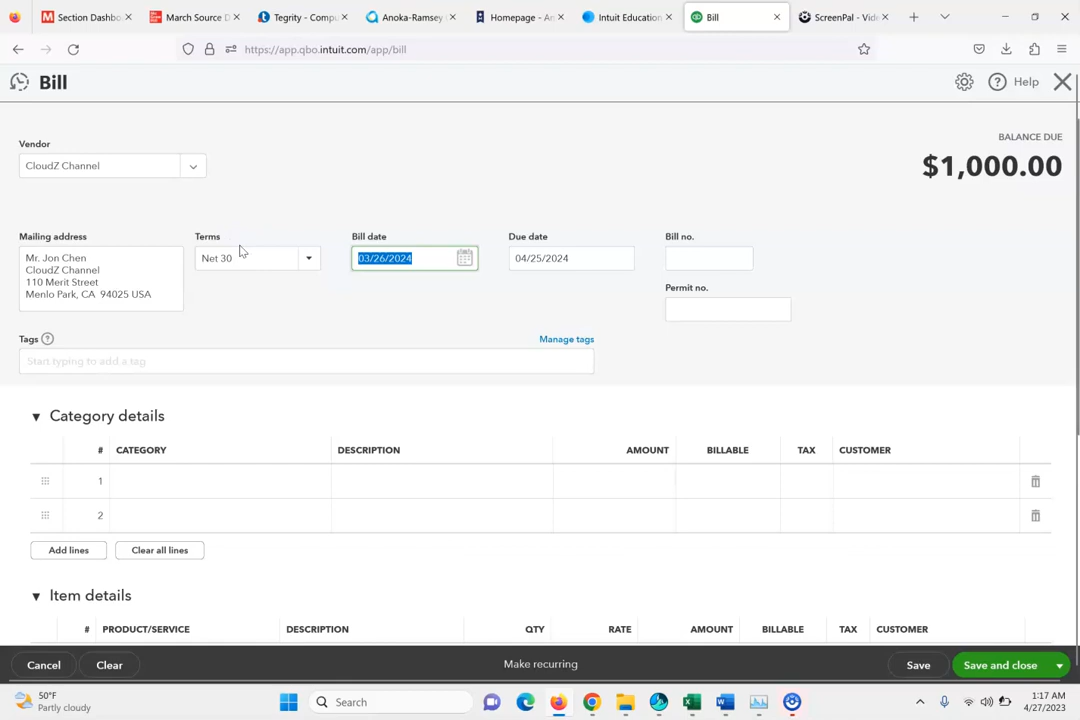 Section Dashbo
March Source D
Tegrity - Compu
Anoka-Ramsey
Homepage - An
Intuit Education
Bill
ScreenPal - Vide
https://app.qbo.intuit.com/app/bill
Bill
Help
BALANCE DUE
$1,000.00
Vendor
CloudZ Channel
Mailing address
Mr. Jon Chen
CloudZ Channel
110 Merit Street
Menlo Park, CA 94025 USA
Terms
Net 30
Bill date
03/26/2024
Due date
04/25/2024
Bill no.
Permit no.
Tags ?
Manage tags
Start typing to add a tag
Category details
# CATEGORY DESCRIPTION AMOUNT BILLABLE TAX CUSTOMER
1
2
Add lines Clear all lines
Item details
# PRODUCT/SERVICE DESCRIPTION QTY RATE AMOUNT BILLABLE TAX CUSTOMER
Cancel Clear Make recurring Save Save and close
50°F
Partly cloudy
Search
1:17 AM
4/27/2023